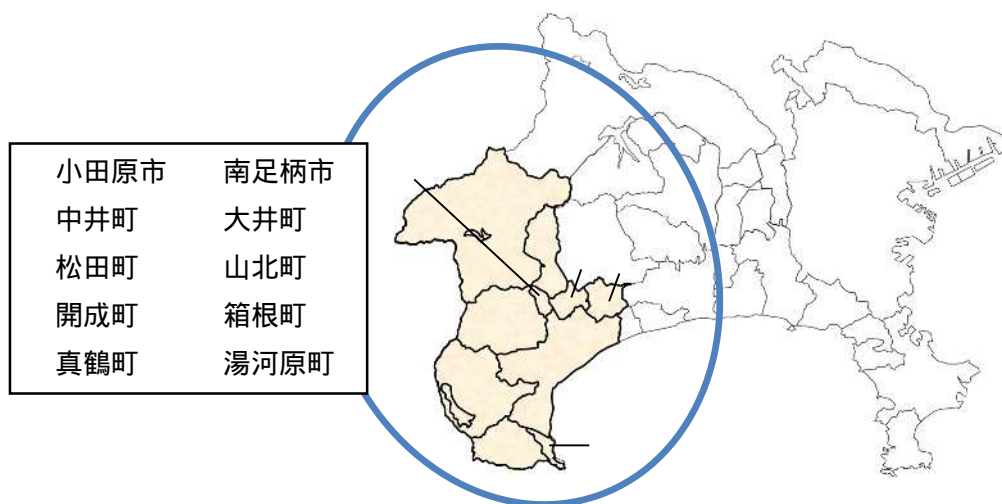 小田原市 南足柄市
中井町 大井町
松田町 山北町
開成町 箱根町
真鶴町 湯河原町